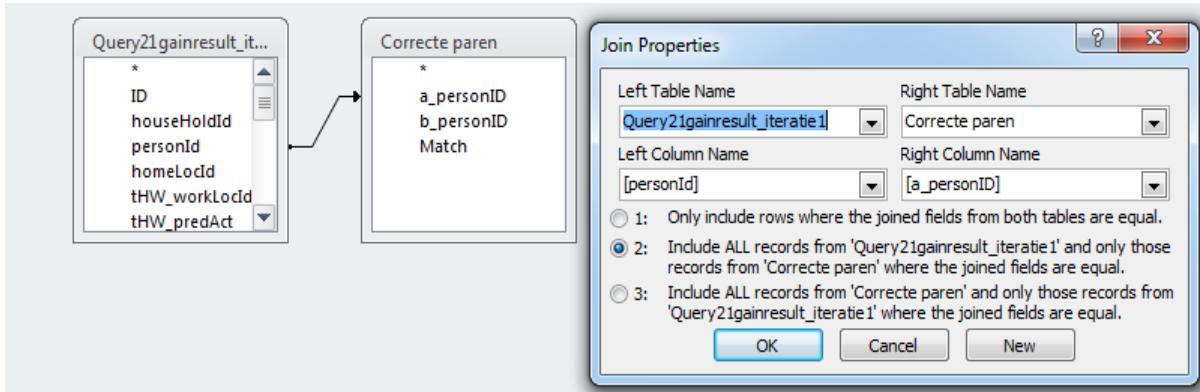 Query21gainresult_it...
*
ID
houseHoldId
personId
homeLocId
tHW_workLocId
tHW_predAct
Correcte paren
*
a_personID
b_personID
Match
Join Properties
?
X
Left Table Name
Right Table Name
Query21gainresult_iteratie1
Correcte paren
Left Column Name
Right Column Name
[personId]
[a_personID]
1: Only include rows where the joined fields from both tables are equal.
2: Include ALL records from 'Query21gainresult_iteratie1' and only those
records from 'Correcte paren' where the joined fields are equal.
3: Include ALL records from 'Correcte paren' and only those records from
'Query21gainresult_iteratie1' where the joined fields are equal.
OK
Cancel
New